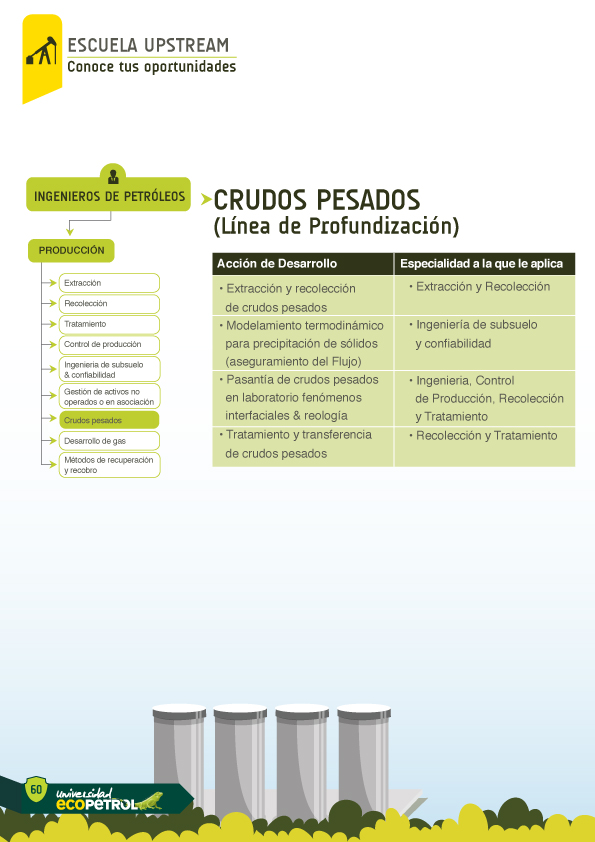 ESCUELA UPSTREAM
Conoce tus oportunidades
INGENIEROS DE PETRÓLEOS
PRODUCCIÓN
Extracción
Recolección
Tratamiento
Control de producción
Ingenieria de subsuelo
& confiabilidad
Gestión de activos no
operados o en asociación
Crudos pesados
Desarrollo de gas
Métodos de recuperación
y recobro
CRUDOS PESADOS
(Línea de Profundización)
Acción de Desarrollo
Especialidad a la que le aplica
• Extracción y recolección
de crudos pesados
• Extracción y Recolección
• Modelamiento termodinámico
para precipitación de sólidos
(aseguramiento del Flujo)
• Ingeniería de subsuelo
y confiabilidad
• Pasantía de crudos pesados
en laboratorio fenómenos
interfaciales & reología
• Ingenieria, Control
de Producción, Recolección
y Tratamiento
• Tratamiento y transferencia
de crudos pesados
• Recolección y Tratamiento
60
universidad
ECOPETROL